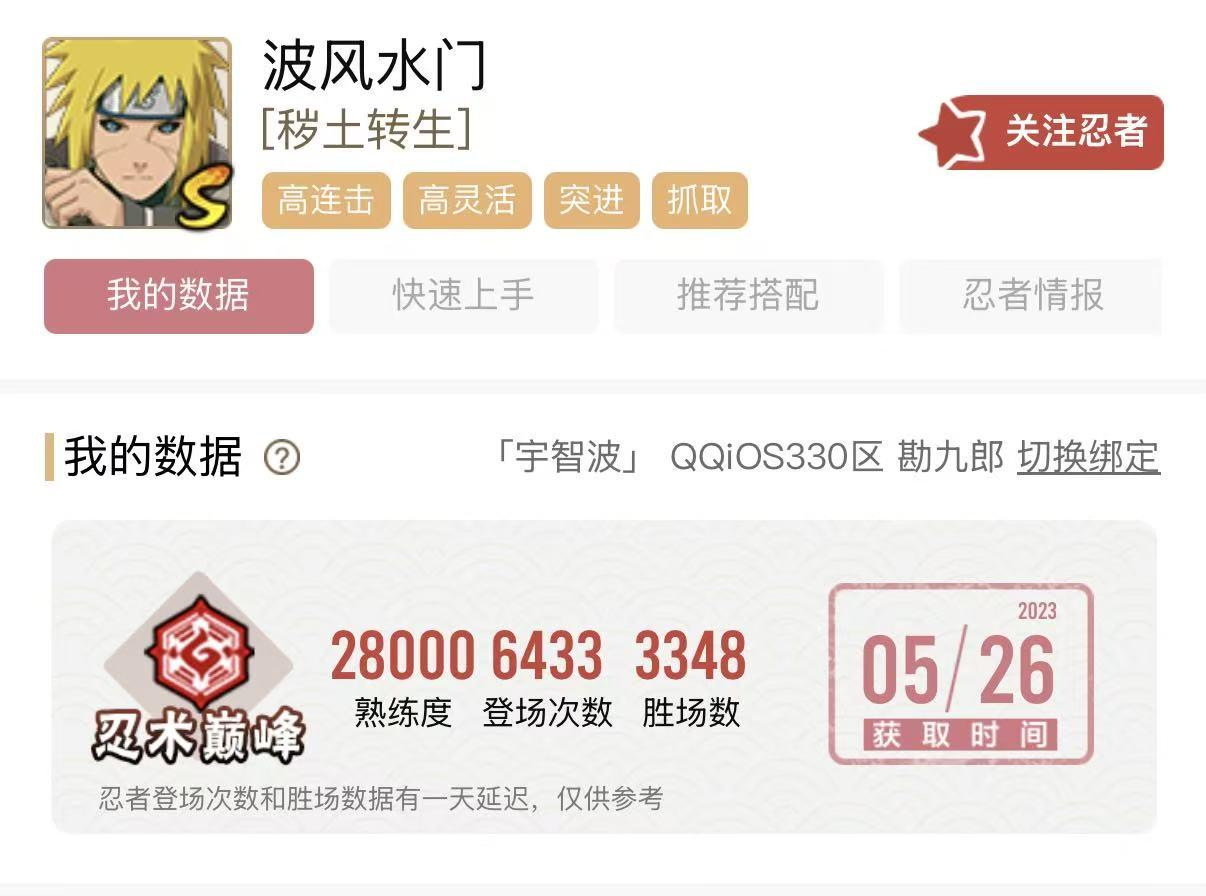 波风水门
[秽土转生]
高连击 高灵活 突进 抓取
关注忍者
S
我的数据 快速上手 推荐搭配 忍者情报
我的数据 ? 「宇智波」 QQiOS330区 勘九郎 切换绑定
忍术巅峰
28000 6433 3348
熟练度 登场次数 胜场数
2023
05/26
获取时间
忍者登场次数和胜场数据有一天延迟，仅供参考